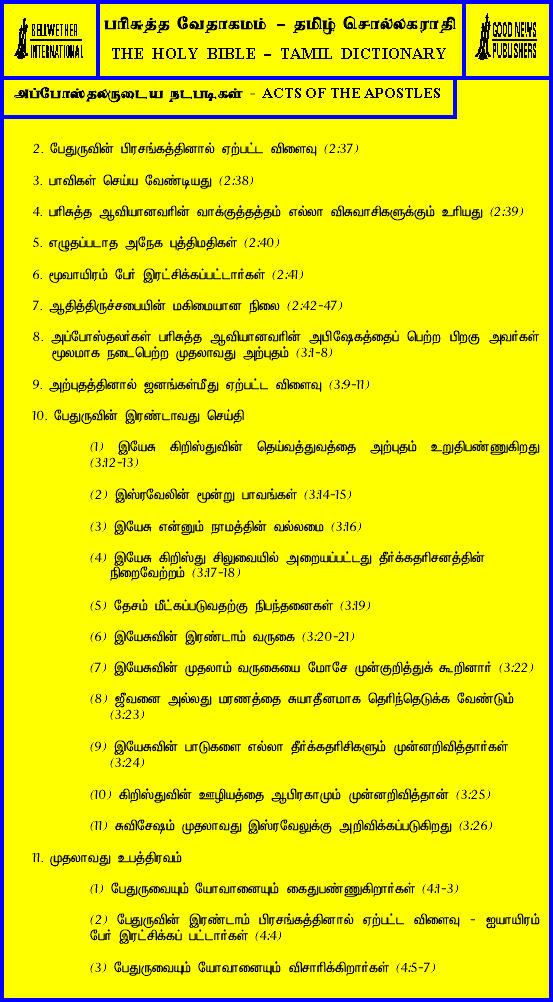 BELLWETHER
INTERNATIONAL
பரிசுத்த வேதாகமம் – தமிழ் சொல்லகராதி
THE HOLY BIBLE – TAMIL DICTIONARY
GOOD NEWS
PUBLISHERS
அப்போஸ்தலருடைய நடபடிகள் - ACTS OF THE APOSTLES
2. பேதுருவின் பிரசங்கத்தினால் ஏற்பட்ட விளைவு (2:37)
3. பாவிகள் செய்ய வேண்டியது (2:38)
4. பரிசுத்த ஆவியானவரின் வாக்குத்தத்தம் எல்லா விசுவாசிகளுக்கும் உரியது (2:39)
5. எழுதப்படாத அநேக புத்திமதிகள் (2:40)
6. மூவாயிரம் பேர் இரட்சிக்கப்பட்டார்கள் (2:41)
7. ஆதித்திருச்சபையின் மகிமையான நிலை (2:42-47)
8. அப்போஸ்தலர்கள் பரிசுத்த ஆவியானவரின் அபிஷேகத்தைப் பெற்ற பிறகு அவர்கள்
மூலமாக நடைபெற்ற முதலாவது அற்புதம் (3:1-8)
9. அற்புதத்தினால் ஜனங்கள்மீது ஏற்பட்ட விளைவு (3:9-11)
10. பேதுருவின் இரண்டாவது செய்தி
(1) இயேசு கிறிஸ்துவின் தெய்வத்துவத்தை அற்புதம் உறுதிபண்ணுகிறது
(3:12-13)
(2) இஸ்ரவேலின் மூன்று பாவங்கள் (3:14-15)
(3) இயேசு என்னும் நாமத்தின் வல்லமை (3:16)
(4) இயேசு கிறிஸ்து சிலுவையில் அறையப்பட்டது தீர்க்கதரிசனத்தின்
நிறைவேற்றம் (3:17-18)
(5) தேசம் மீட்கப்படுவதற்கு நிபந்தனைகள் (3:19)
(6) இயேசுவின் இரண்டாம் வருகை (3:20-21)
(7) இயேசுவின் முதலாம் வருகையை மோசே முன்குறித்துக் கூறினார் (3:22)
(8) ஜீவனை அல்லது மரணத்தை சுயாதீனமாக தெரிந்தெடுக்க வேண்டும்
(3:23)
(9) இயேசுவின் பாடுகளை எல்லா தீர்க்கதரிசிகளும் முன்னறிவித்தார்கள்
(3:24)
(10) கிறிஸ்துவின் ஊழியத்தை ஆபிரகாமும் முன்னறிவித்தான் (3:25)
(11) சுவிசேஷம் முதலாவது இஸ்ரவேலுக்கு அறிவிக்கப்படுகிறது (3:26)
11. முதலாவது உபத்திரவம்
(1) பேதுருவையும் யோவானையும் கைதுபண்ணுகிறார்கள் (4:1-3)
(2) பேதுருவின் இரண்டாம் பிரசங்கத்தினால் ஏற்பட்ட விளைவு - ஐயாயிரம்
பேர் இரட்சிக்கப் பட்டார்கள் (4:4)
(3) பேதுருவையும் யோவானையும் விசாரிக்கிறார்கள் (4:5-7)